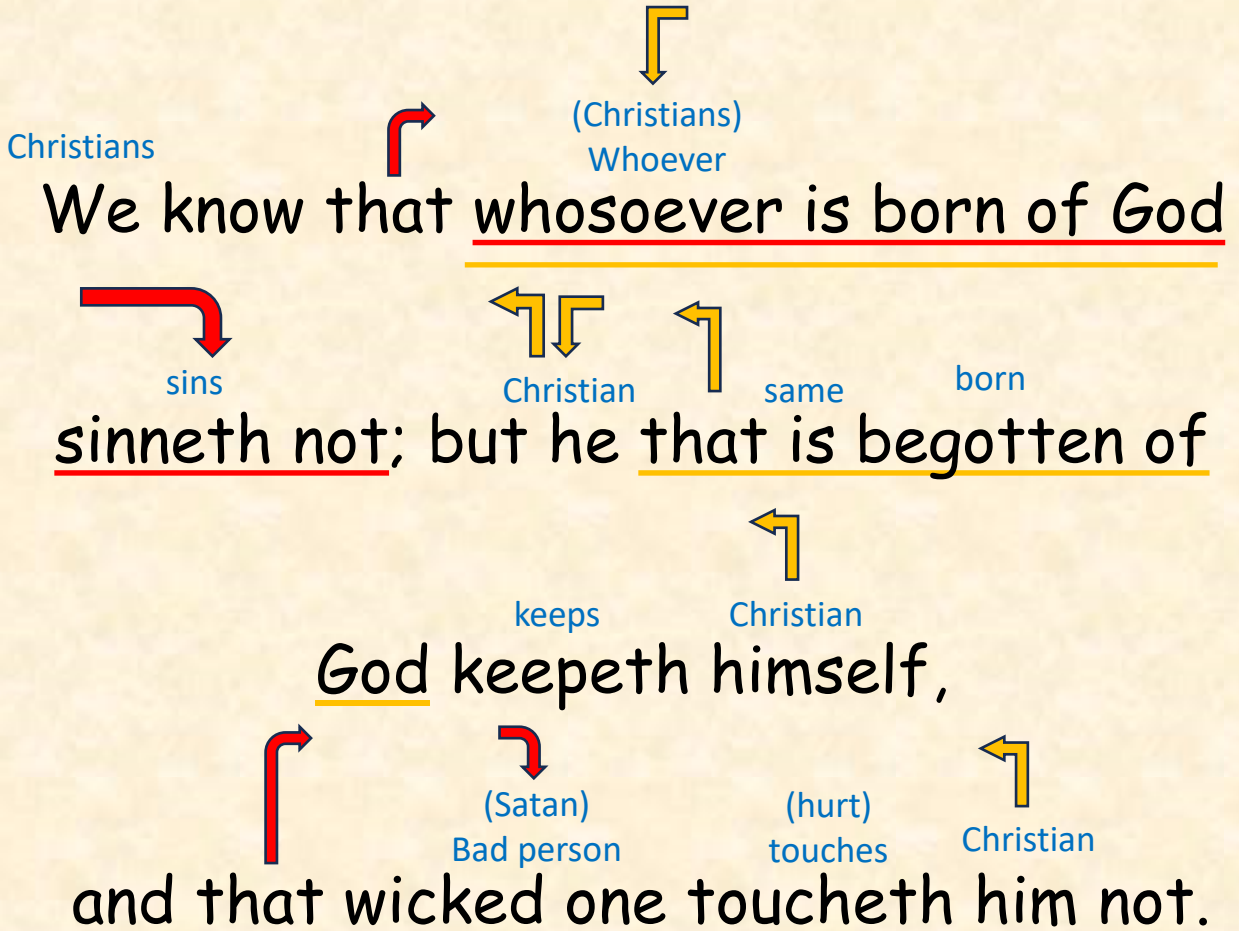 (Christians)
Christians
Whoever
We know that whosoever is born of God
sins Christian same born
sinneth not; but he that is begotten of
keeps Christian
God keepeth himself,
(Satan) (hurt)
Bad person touches Christian
and that wicked one toucheth him not.